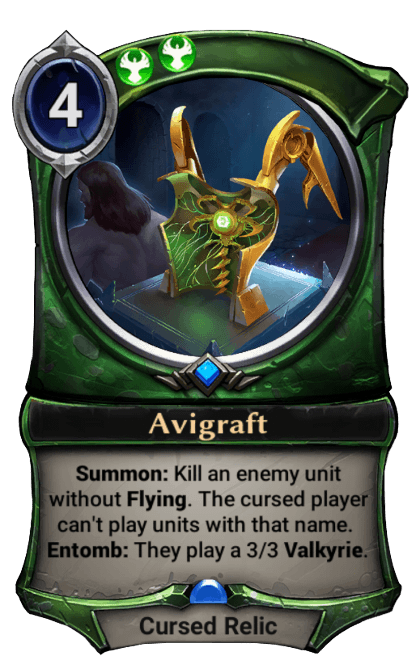 4
Avigraft
Summon: Kill an enemy unit
without Flying. The cursed player
can't play units with that name.
Entomb: They play a 3/3 Valkyrie.
Cursed Relic